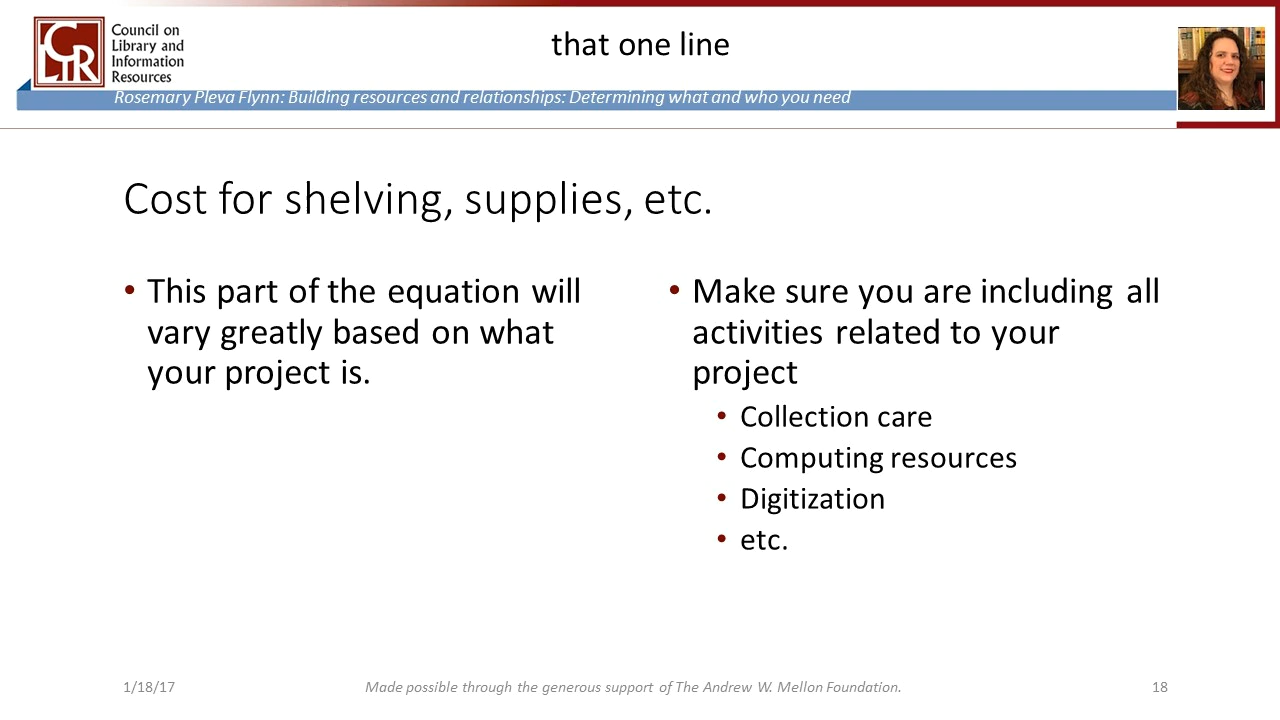 CLIR
Council on
Library and
Information
Resources
that one line
Rosemary Pleva Flynn: Building resources and relationships: Determining what and who you need
Cost for shelving, supplies, etc.
• This part of the equation will
vary greatly based on what
your project is.
• Make sure you are including all
activities related to your
project
• Collection care
• Computing resources
• Digitization
• etc.
1/18/17
Made possible through the generous support of The Andrew W. Mellon Foundation.
18